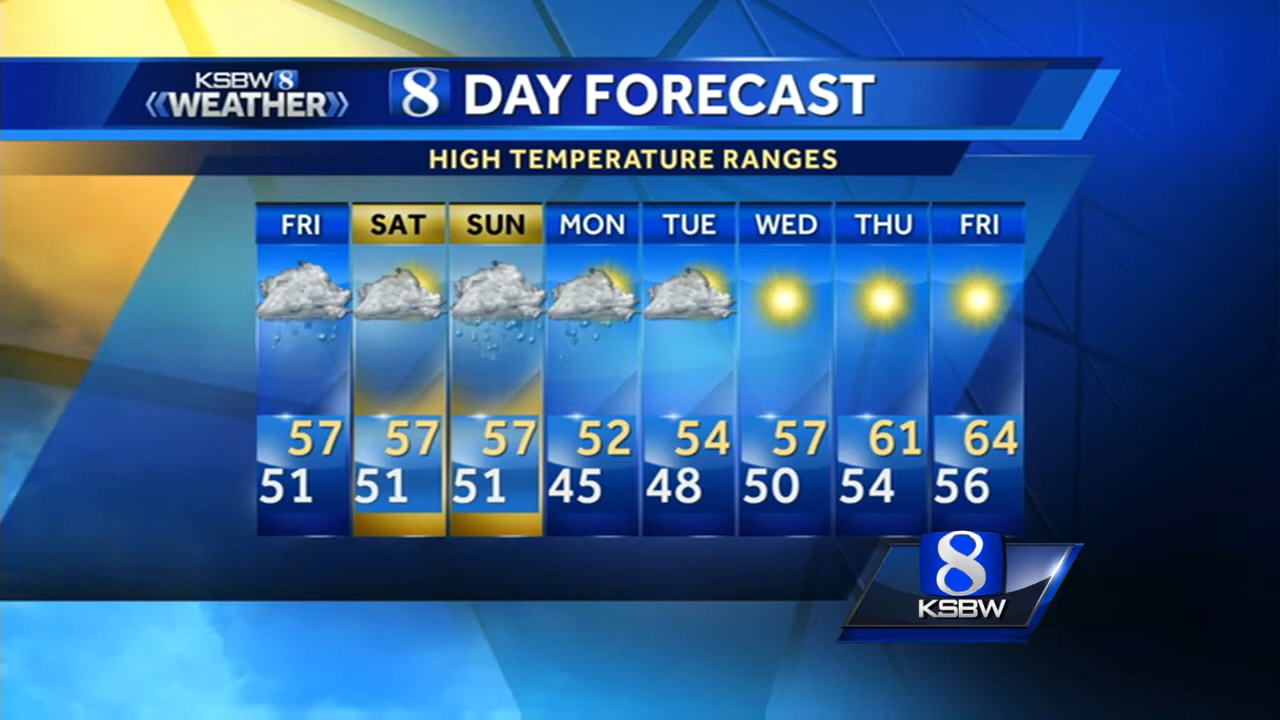 KSBW 8
WEATHER
8 DAY FORECAST
HIGH TEMPERATURE RANGES
FRI SAT SUN MON TUE WED THU FRI
57 57 57 52 54 57 61 64
51 51 51 45 48 50 54 56
8
KSBW